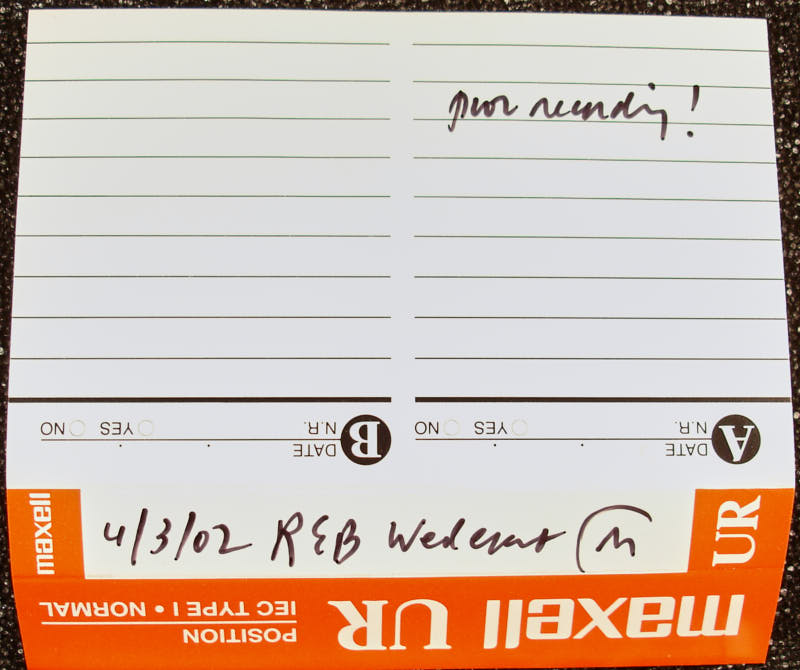 poor recording!
B DATE . .
N.R. YES NO
A DATE . .
N.R. YES NO
maxell
4/3/02 R&B
UR
maxell UR POSITION
IEC TYPE I • NORMAL